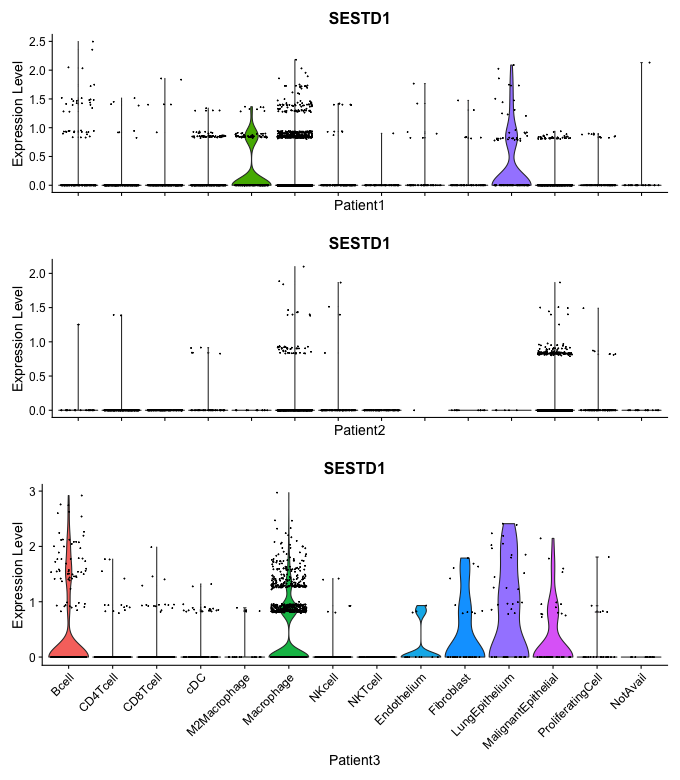 SESTD1
Expression Level
2.5
2.0
1.5
1.0
0.5
0.0
Patient1
SESTD1
Expression Level
2.0
1.5
1.0
0.5
0.0
Patient2
SESTD1
Expression Level
3
2
1
0
Bcell
CD4Tcell
CD8Tcell
cDC
M2Macrophage
Macrophage
NKcell
NKTcell
Endothelium
Fibroblast
LungEpithelium
MalignantEpithelial
ProliferatingCell
NotAvail
Patient3